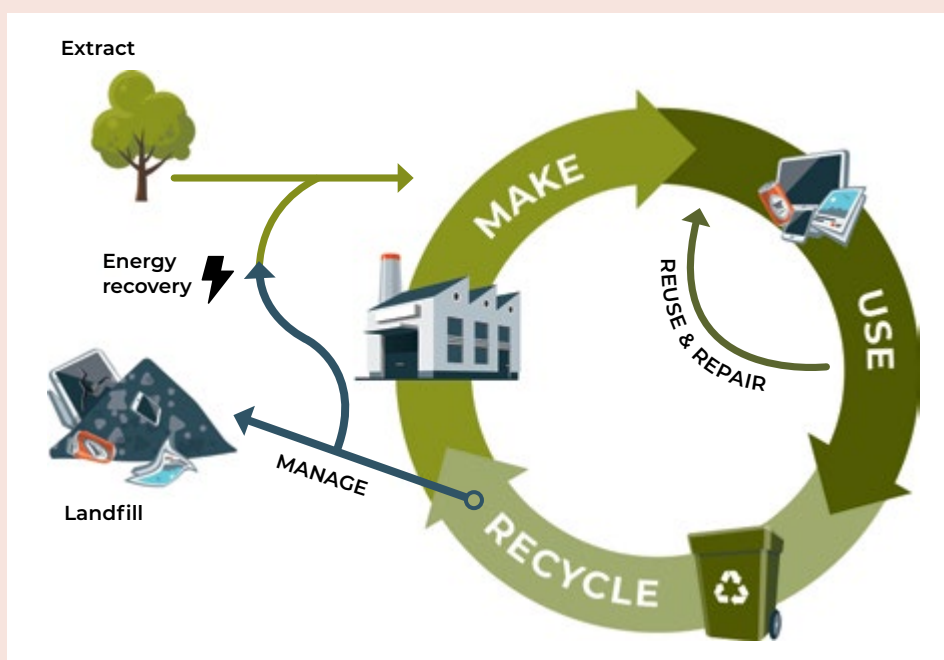 Extract
MAKE
Energy
recovery
REUSE & REPAIR
USE
MANAGE
Landfill
RECYCLE